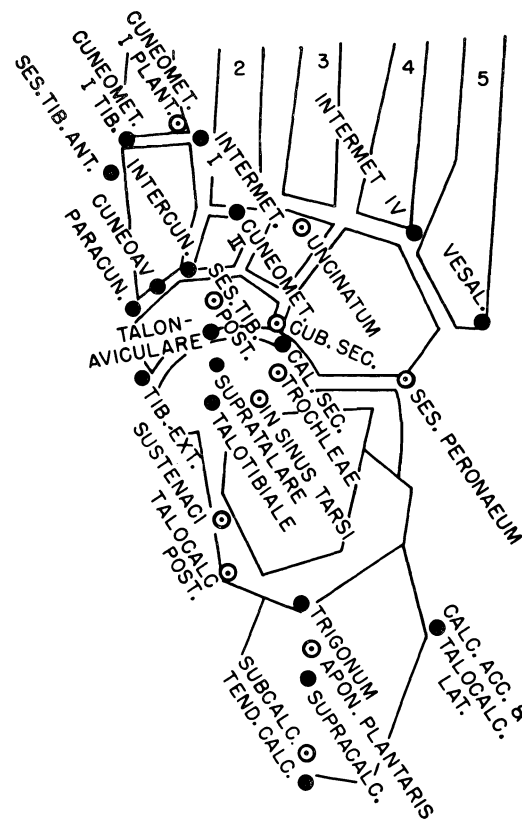 CUNEOMET.
I PLANT.
CUNEOMET.
I TIB.
SES. TIB. ANT.
2
3
4
5
INTERMET.
I
INTERMET.
II
INTERMET IV
INTERCUN.
CUNEOAV
PARACUN.
CUNEOMET.
UNCINATUM
VESAL.
SES. TIB.
POST.
TALON-
AVICULARE
CUB. SEC.
CAL. SEC.
TROCHLEAE
SES. PERONAEUM
IN SINUS TARSI
SUPRATALARE
TALOTIBIALE
TIB. EXT.
SUSTENACI
TALOCALC
POST.
TRIGONUM
APON. PLANTARIS
SUPRACALC.
SUBCALC.
TEND. CALC.
CALC. ACC. &
TALOCALC.
LAT.